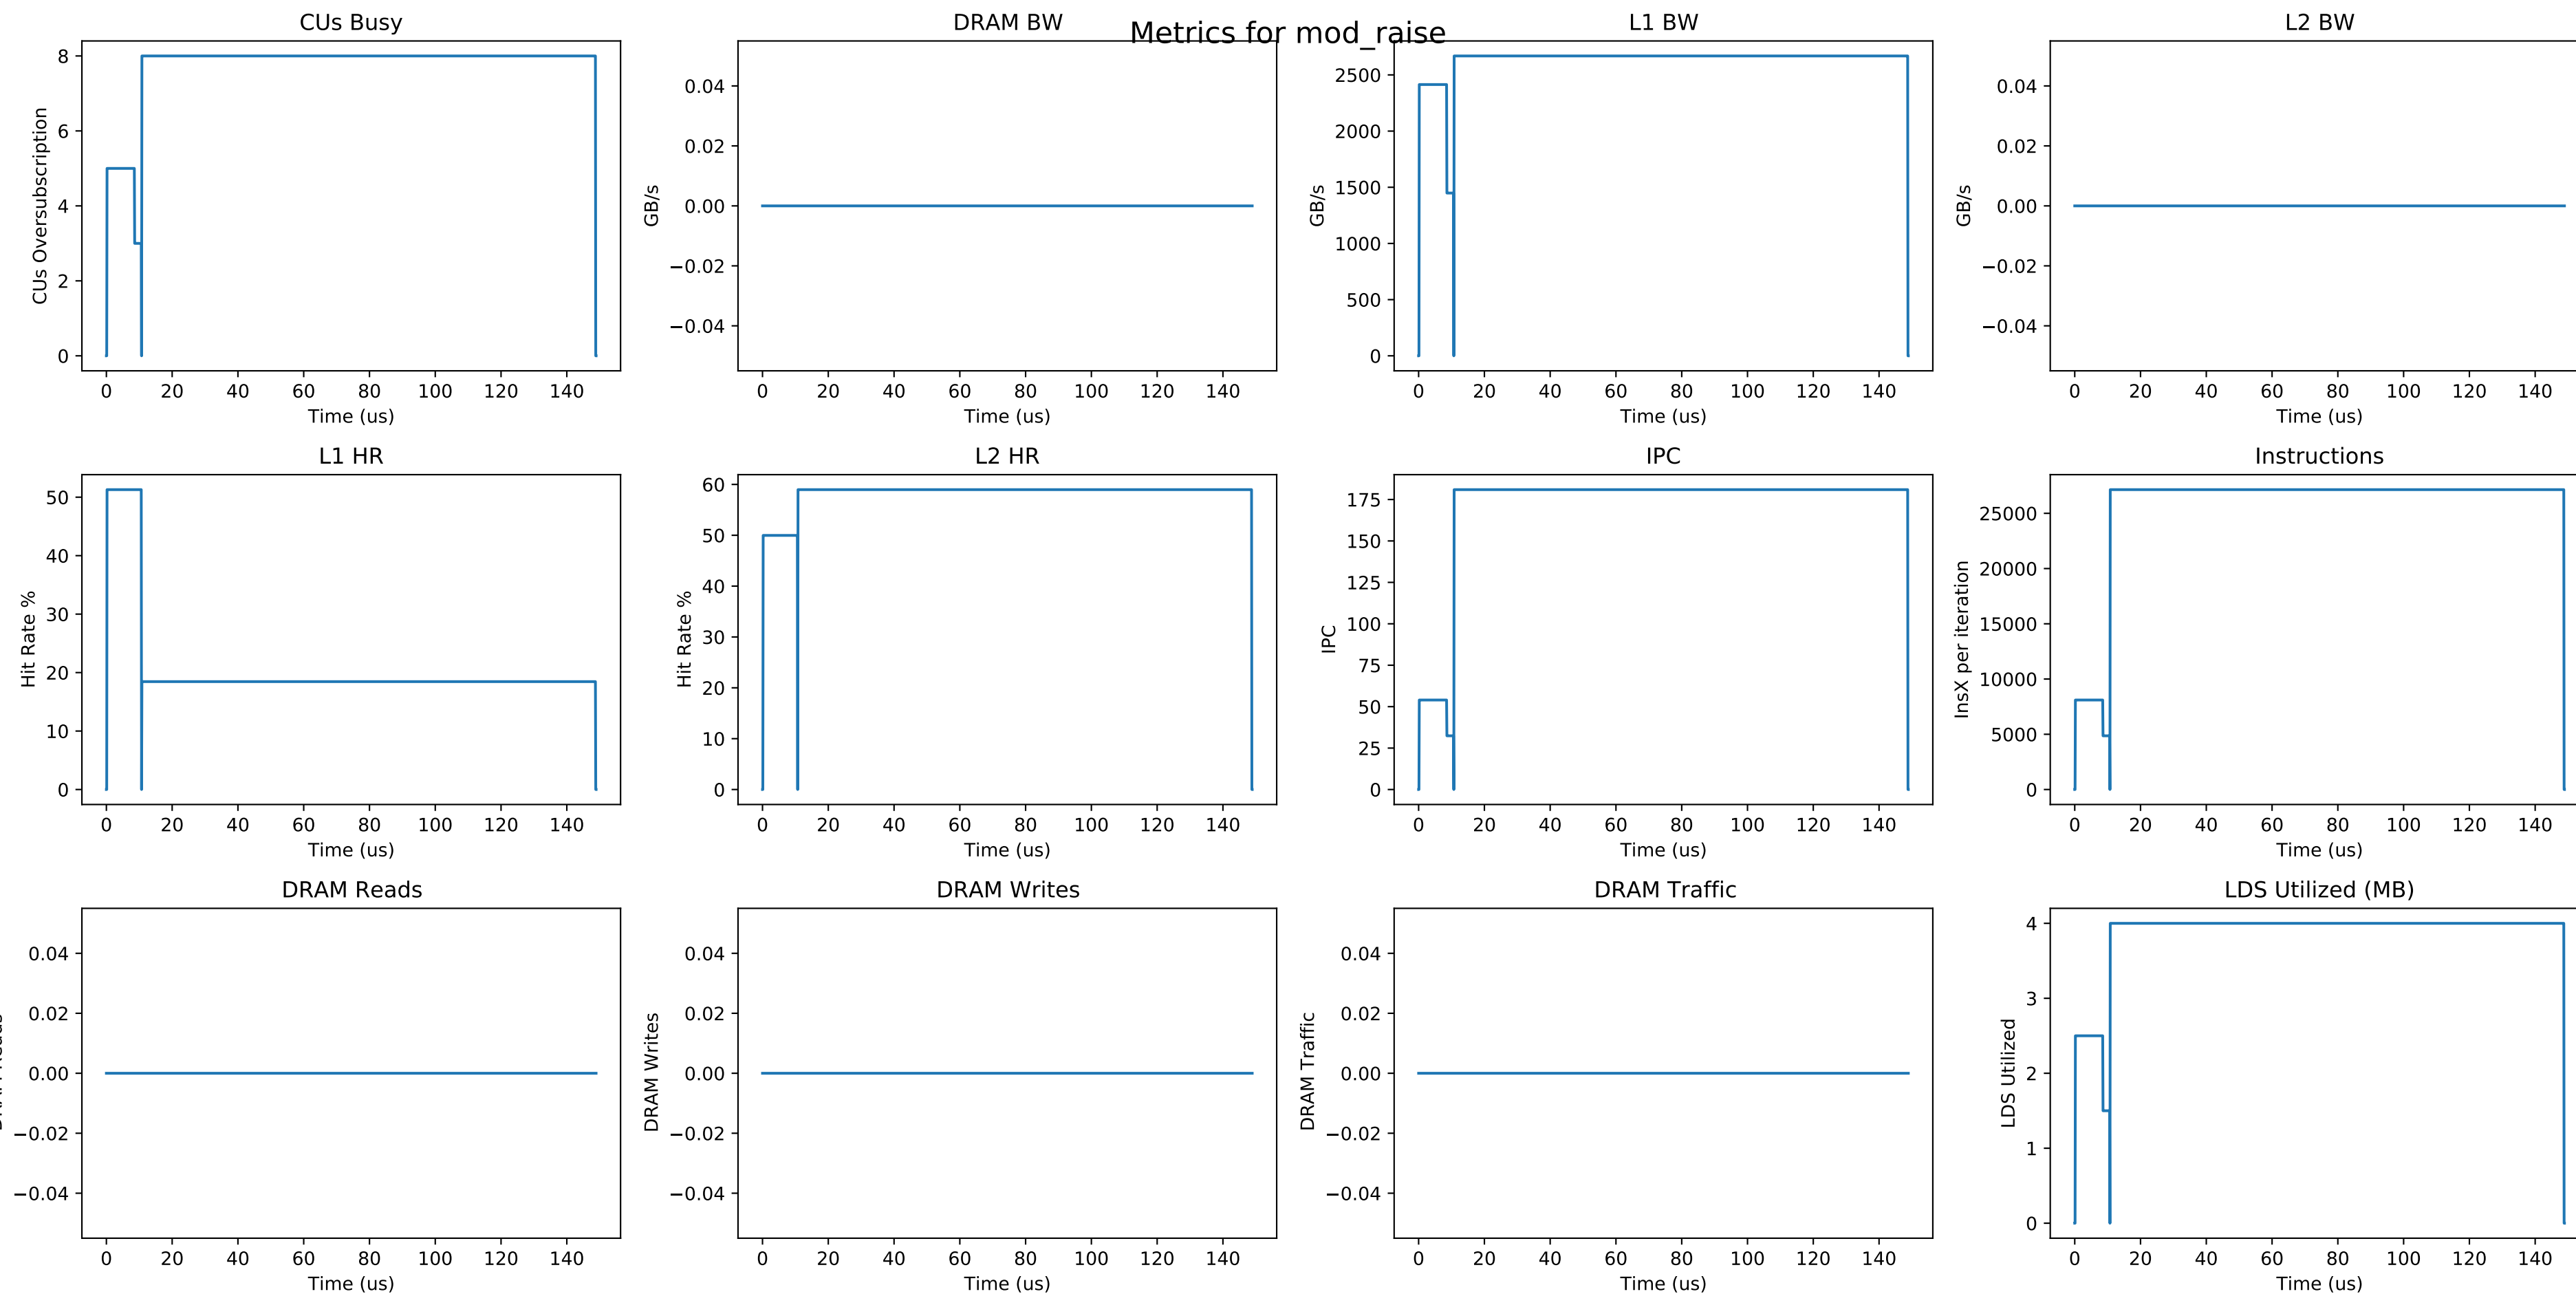 Metrics for mod_raise
CUs Busy
CUs Oversubscription
8
6
4
2
0
0 20 40 60 80 100 120 140
Time (us)
DRAM BW
GB/s
0.04
0.02
0.00
−0.02
−0.04
0 20 40 60 80 100 120 140
Time (us)
L1 BW
GB/s
2500
2000
1500
1000
500
0
0 20 40 60 80 100 120 140
Time (us)
L2 BW
GB/s
0.04
0.02
0.00
−0.02
−0.04
0 20 40 60 80 100 120 140
Time (us)
L1 HR
Hit Rate %
50
40
30
20
10
0
0 20 40 60 80 100 120 140
Time (us)
L2 HR
Hit Rate %
60
50
40
30
20
10
0
0 20 40 60 80 100 120 140
Time (us)
IPC
IPC
175
150
125
100
75
50
25
0
0 20 40 60 80 100 120 140
Time (us)
Instructions
InsX per iteration
25000
20000
15000
10000
5000
0
0 20 40 60 80 100 120 140
Time (us)
DRAM Reads
0.04
0.02
0.00
−0.02
−0.04
0 20 40 60 80 100 120 140
Time (us)
DRAM Writes
DRAM Writes
0.04
0.02
0.00
−0.02
−0.04
0 20 40 60 80 100 120 140
Time (us)
DRAM Traffic
DRAM Traffic
0.04
0.02
0.00
−0.02
−0.04
0 20 40 60 80 100 120 140
Time (us)
LDS Utilized (MB)
LDS Utilized
4
3
2
1
0
0 20 40 60 80 100 120 140
Time (us)